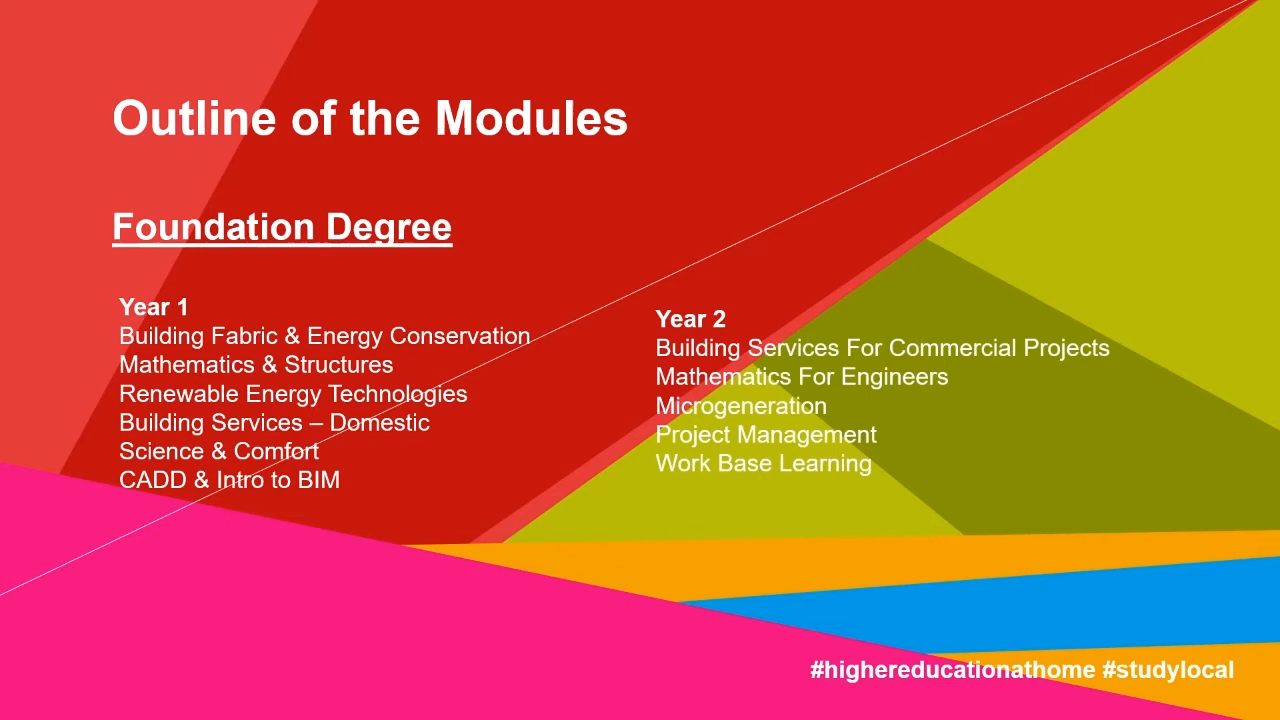 Outline of the Modules
Foundation Degree
Year 1
Building Fabric & Energy Conservation
Mathematics & Structures
Renewable Energy Technologies
Building Services – Domestic
Science & Comfort
CADD & Intro to BIM
Year 2
Building Services For Commercial Projects
Mathematics For Engineers
Microgeneration
Project Management
Work Base Learning
#highereducationathome #studylocal